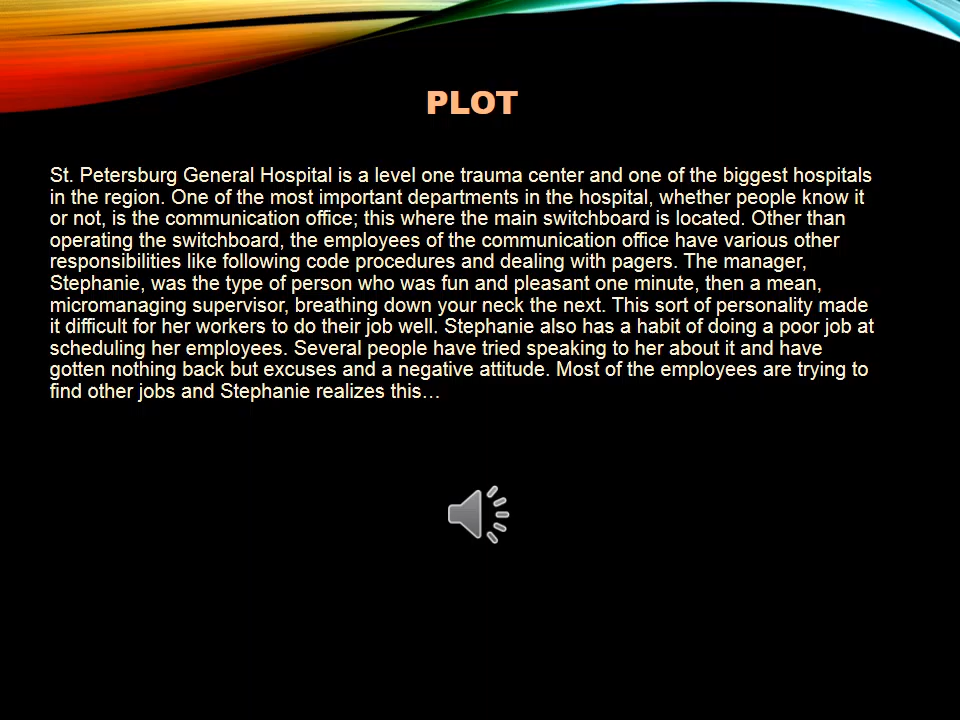 PLOT
St. Petersburg General Hospital is a level one trauma center and one of the biggest hospitals
in the region. One of the most important departments in the hospital, whether people know it
or not, is the communication office; this where the main switchboard is located. Other than
operating the switchboard, the employees of the communication office have various other
responsibilities like following code procedures and dealing with pagers. The manager,
Stephanie, was the type of person who was fun and pleasant one minute, then a mean,
micromanaging supervisor, breathing down your neck the next. This sort of personality made
it difficult for her workers to do their job well. Stephanie also has a habit of doing a poor job at
scheduling her employees. Several people have tried speaking to her about it and have
gotten nothing back but excuses and a negative attitude. Most of the employees are trying to
find other jobs and Stephanie realizes this…